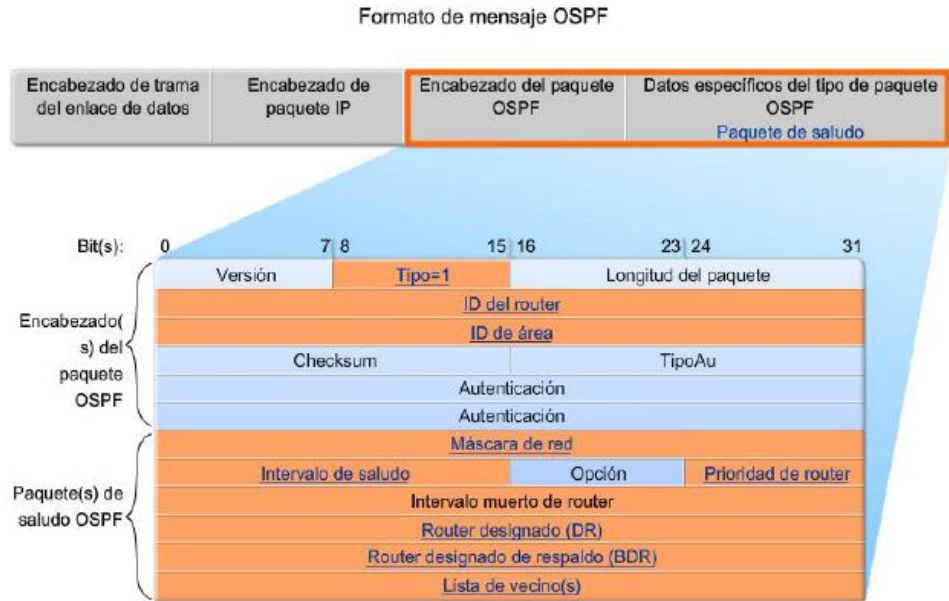 Formato de mensaje OSPF
Encabezado de trama
del enlace de datos
Encabezado de
paquete IP
Encabezado del paquete
OSPF
Datos específicos del tipo de paquete
OSPF
Paquete de saludo
Bit(s): 0 7 8 15 16 23 24 31
Encabezado(
s) del
paquete
OSPF
Versión Tipo=1 Longitud del paquete
ID del router
ID de área
Checksum TipoAu
Autenticación
Autenticación
Paquete(s) de
saludo OSPF
Máscara de red
Intervalo de saludo Opción Prioridad de router
Intervalo muerto de router
Router designado (DR)
Router designado de respaldo (BDR)
Lista de vecino(s)